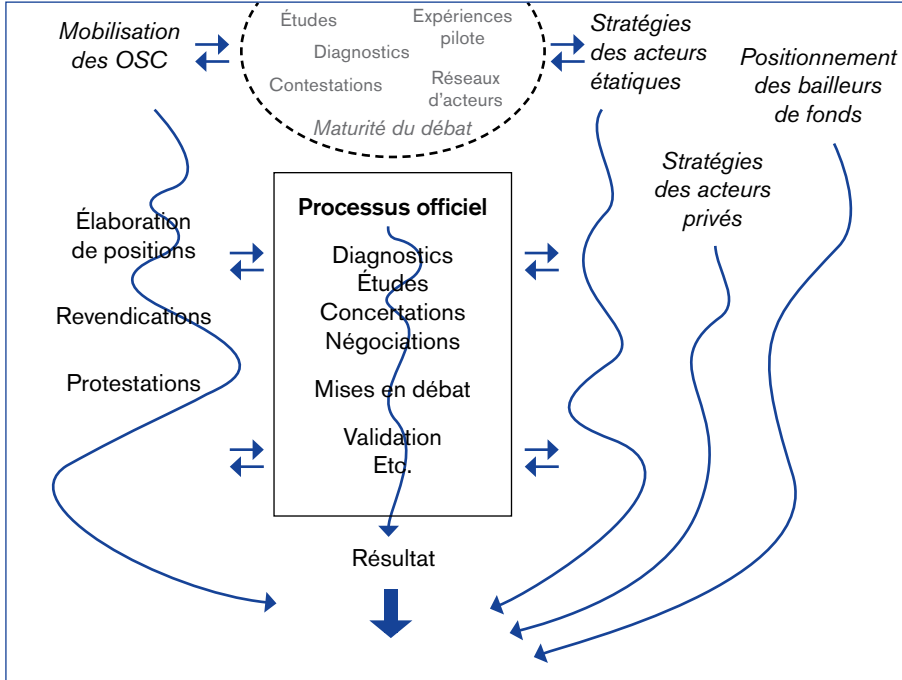 Mobilisation
des OSC
Études
Expériences
pilote
Diagnostics
Contestations
Réseaux
d'acteurs
Maturité du débat
Stratégies
des acteurs
étatiques
Positionnement
des bailleurs
de fonds
Stratégies
des acteurs
privés
Élaboration
de positions
Revendications
Protestations
Processus officiel
Diagnostics
Études
Concertations
Négociations
Mises en débat
Validation
Etc.
Résultat